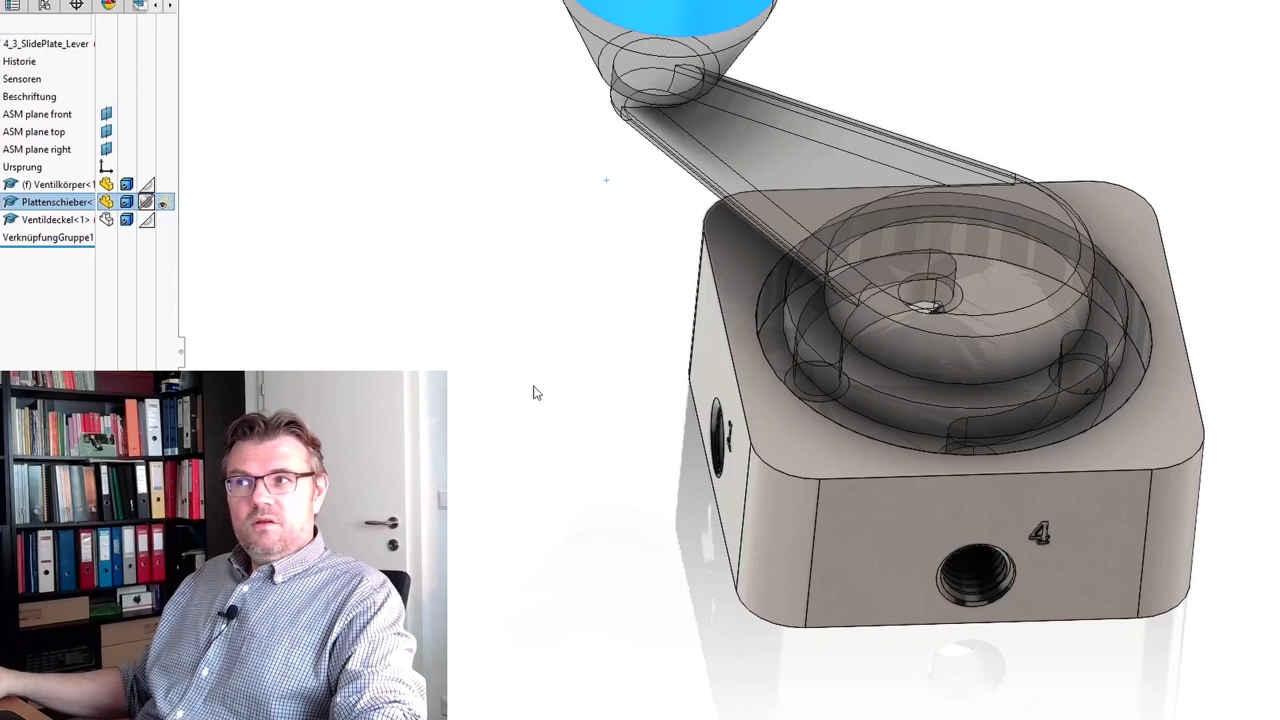 4_3_SlidePlate_Lever
Historie
Sensoren
Beschriftung
ASM plane front
ASM plane top
ASM plane right
Ursprung
(f) Ventilkörper<1
Plattenschieber<
Ventildeckel<1>
VerknüpfungGruppe1
4